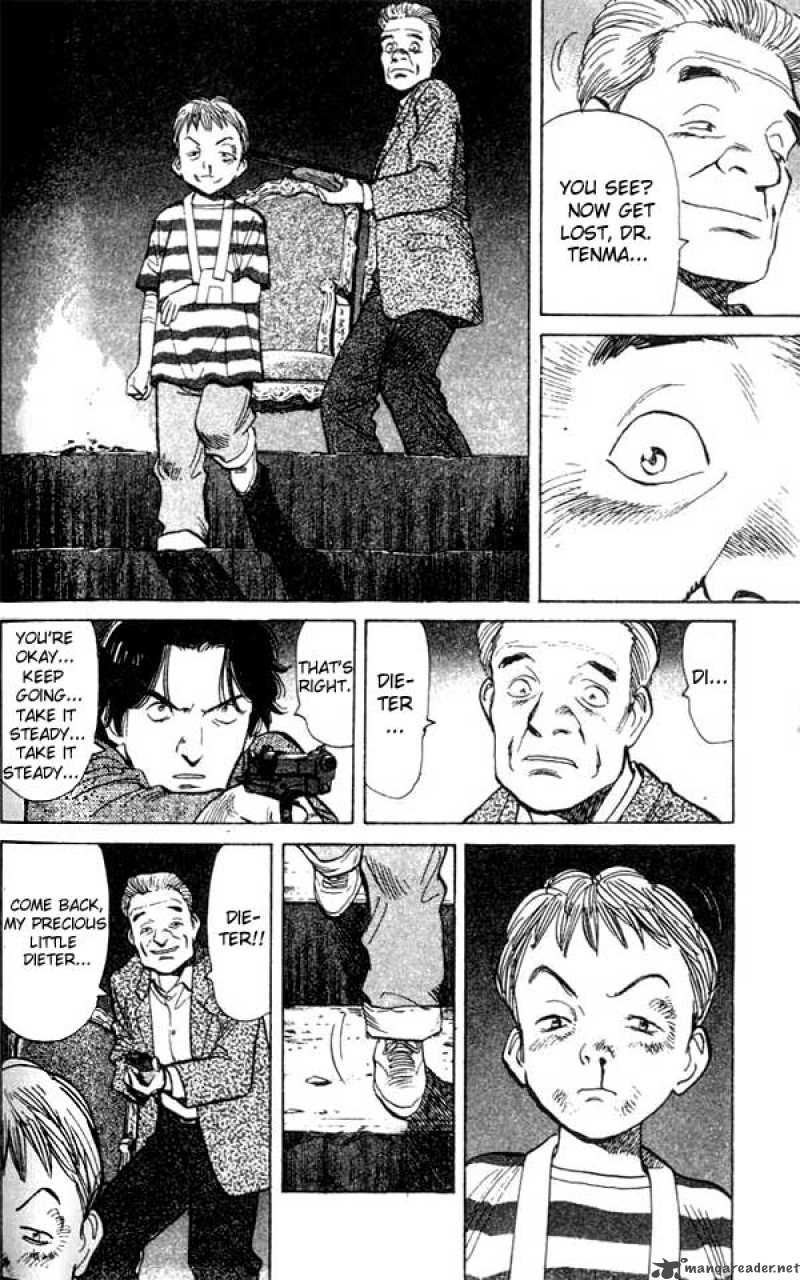 YOU SEE?
NOW GET
LOST, DR.
TENMA...
DI...
DIE-
TER
...
THAT'S
RIGHT.
YOU'RE
OKAY...
KEEP
GOING...
TAKE IT
STEADY...
TAKE IT
STEADY...
DIE-
TER!!
COME BACK,
MY PRECIOUS
LITTLE
DIETER...
mangareader.net